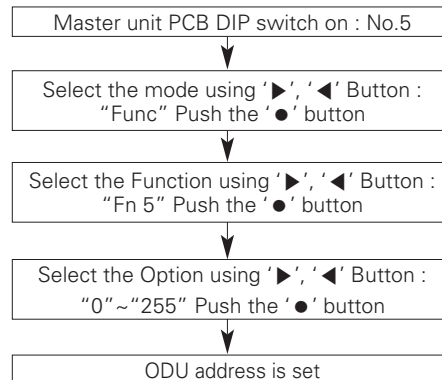 Master unit PCB DIP switch on : No.5
Select the mode using ‘▶’, ‘◀’ Button :
“Func” Push the ‘●’ button
Select the Function using ‘▶’, ‘◀’ Button :
“Fn 5” Push the ‘●’ button
Select the Option using ‘▶’, ‘◀’ Button :
“0”~“255” Push the ‘●’ button
ODU address is set